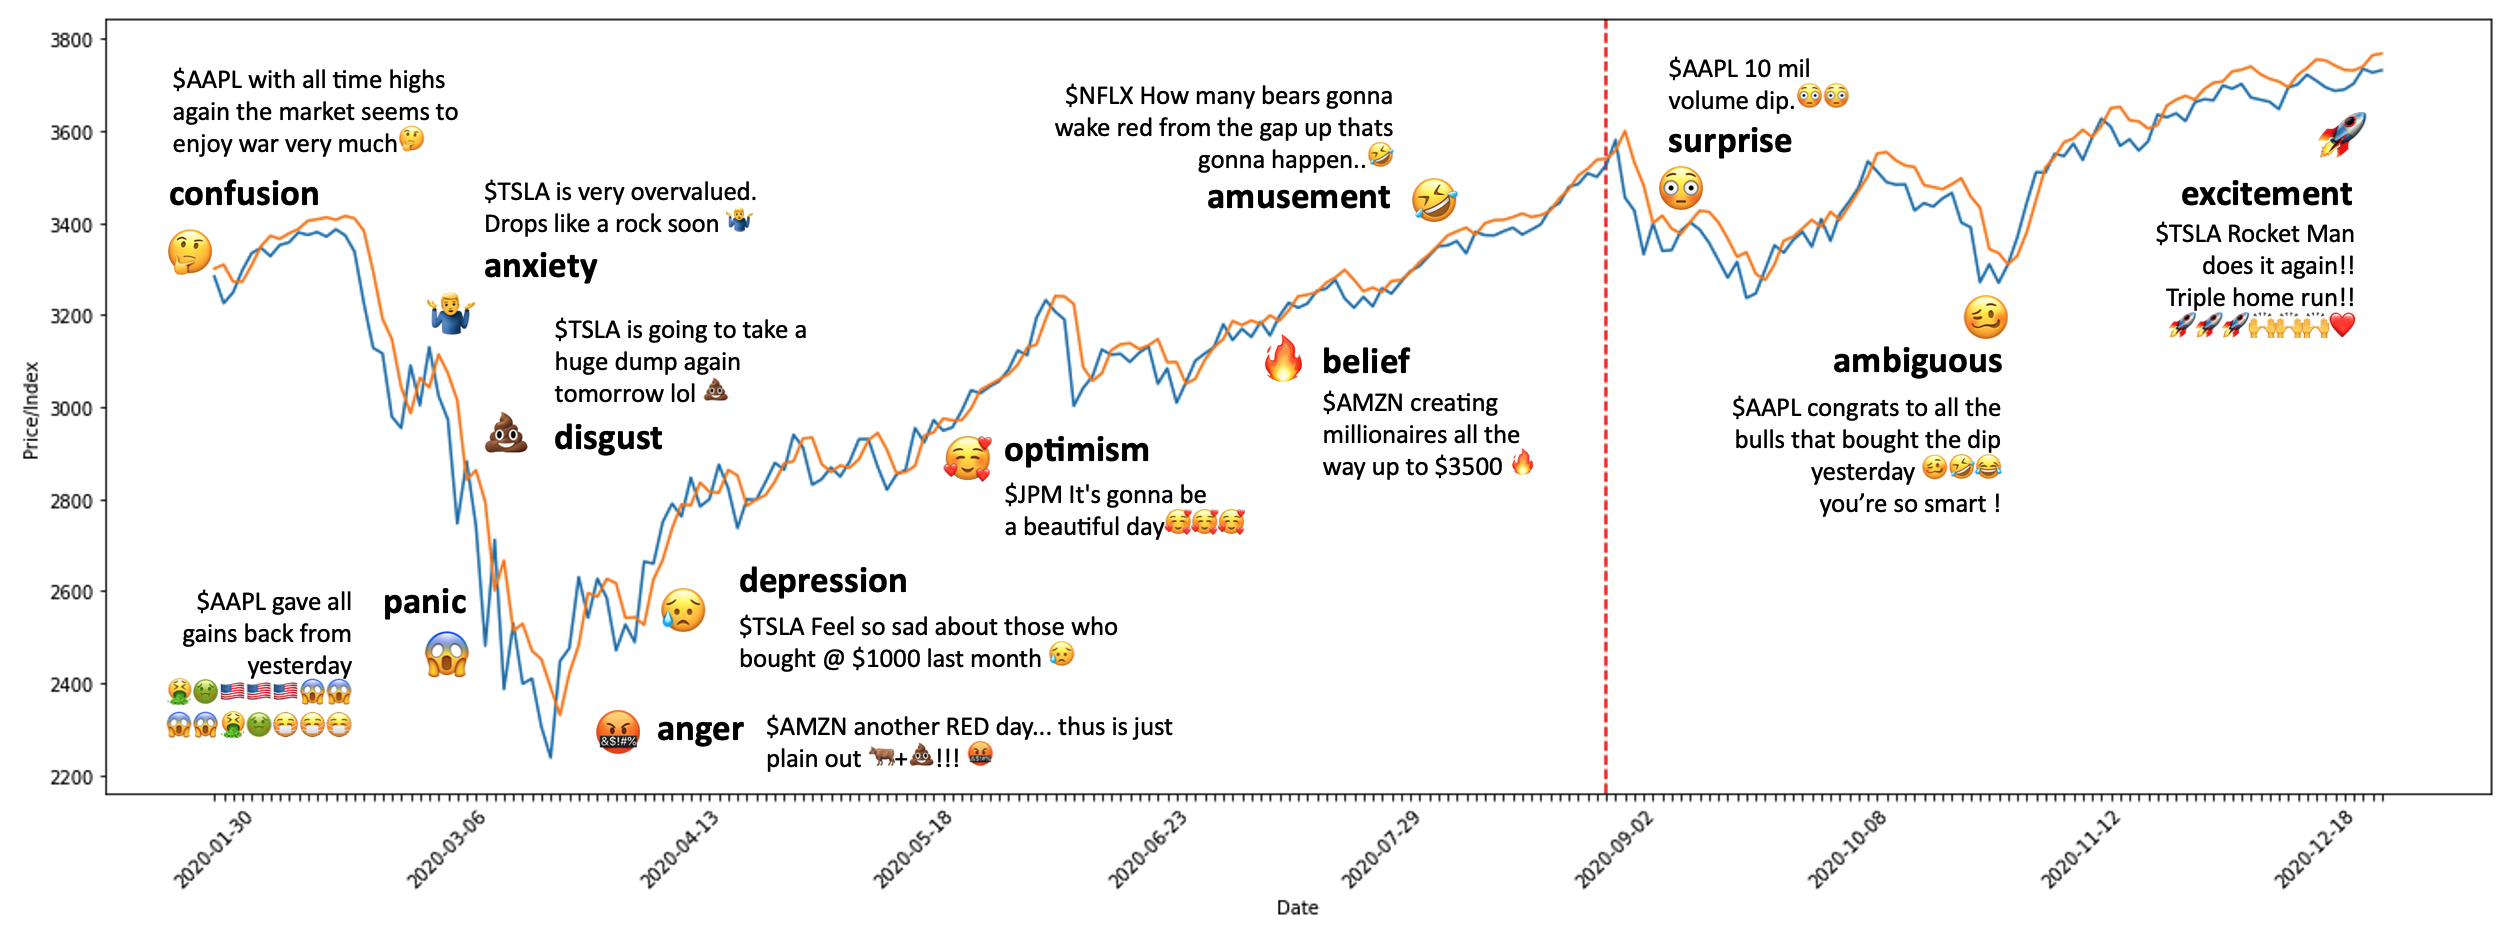 3800
3600
3400
3200
3000
2800
2600
2400
2200
Price/Index
$AAPL with all time highs
again the market seems to
enjoy war very much🤔
confusion
$TSLA is very overvalued.
Drops like a rock soon 🤷‍♂️
anxiety
$TSLA is going to take a
huge dump again
tomorrow lol 💩
disgust
$AAPL gave all
gains back from
yesterday
🤮🤢🇺🇸🇺🇸🇺🇸😱😱
😱😱🤮🤢😷😷😷
panic
anger
&$!#%
$AMZN another RED day... thus is just
plain out 🐂+💩!!! 🤬
depression
$TSLA Feel so sad about those who
bought @ $1000 last month 😥
optimism
$JPM It's gonna be
a beautiful day🥰🥰🥰
$NFLX How many bears gonna
wake red from the gap up thats
gonna happen..🤣
amusement
belief
$AMZN creating
millionaires all the
way up to $3500 🔥
$AAPL 10 mil
volume dip.😳😳
surprise
ambiguous
$AAPL congrats to all the
bulls that bought the dip
yesterday 🥴🤣😂
you’re so smart !
excitement
$TSLA Rocket Man
does it again!!
Triple home run!!
🚀🚀🚀🙌🙌🙌❤️
2020-01-30
2020-03-06
2020-04-13
2020-05-18
2020-06-23
2020-07-29
2020-09-02
2020-10-08
2020-11-12
2020-12-18
Date